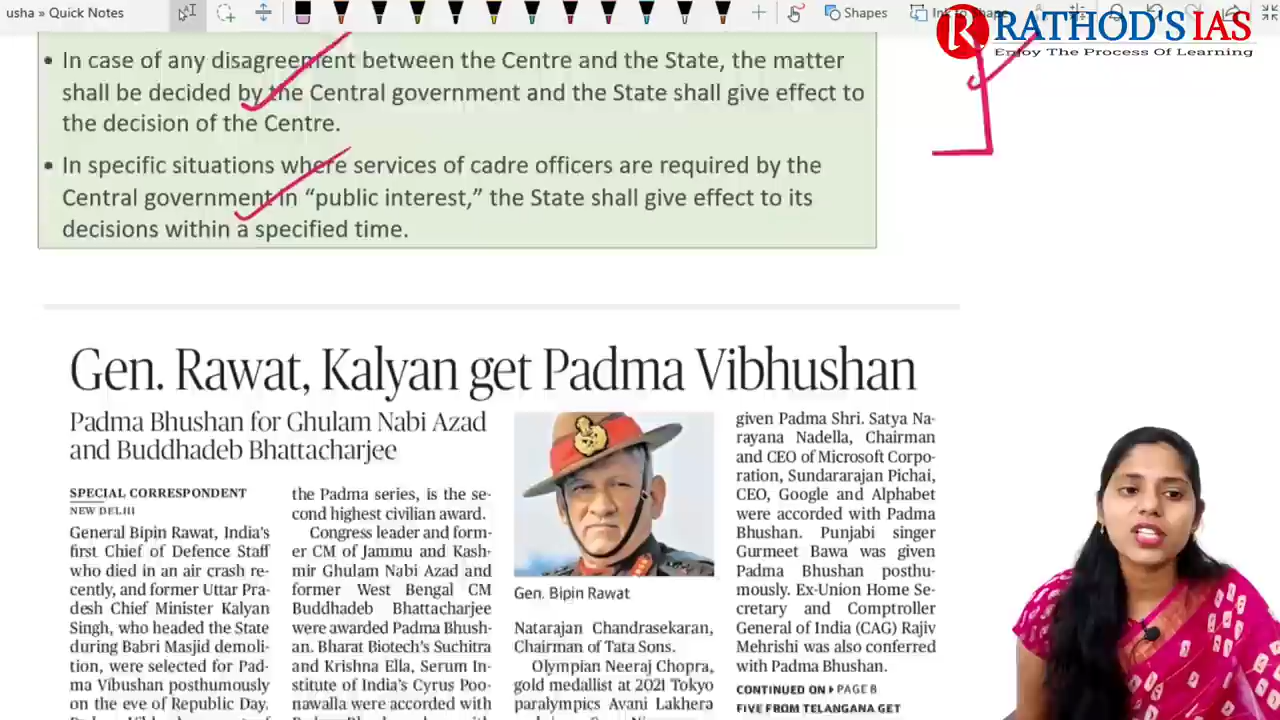 usha » Quick Notes
Shapes
RATHOD'S IAS
Enjoy The Process Of Learning
• In case of any disagreement between the Centre and the State, the matter
shall be decided by the Central government and the State shall give effect to
the decision of the Centre.
• In specific situations where services of cadre officers are required by the
Central government in “public interest,” the State shall give effect to its
decisions within a specified time.
Gen. Rawat, Kalyan get Padma Vibhushan
Padma Bhushan for Ghulam Nabi Azad
and Buddhadeb Bhattacharjee
SPECIAL CORRESPONDENT
NEW DELHI
General Bipin Rawat, India’s
first Chief of Defence Staff
who died in an air crash re-
cently, and former Uttar Pra-
desh Chief Minister Kalyan
Singh, who headed the State
during Babri Masjid demoli-
tion, were selected for Pad-
ma Vibushan posthumously
on the eve of Republic Day.
the Padma series, is the se-
cond highest civilian award.
Congress leader and form-
er CM of Jammu and Kash-
mir Ghulam Nabi Azad and
former West Bengal CM
Buddhadeb Bhattacharjee
were awarded Padma Bhush-
an. Bharat Biotech’s Suchitra
and Krishna Ella, Serum In-
stitute of India’s Cyrus Poo-
nawalla were accorded with
Gen. Bipin Rawat
Natarajan Chandrasekaran,
Chairman of Tata Sons.
Olympian Neeraj Chopra,
gold medallist at 2021 Tokyo
paralympics Avani Lakhera
given Padma Shri. Satya Na-
rayana Nadella, Chairman
and CEO of Microsoft Corpo-
ration, Sundararajan Pichai,
CEO, Google and Alphabet
were accorded with Padma
Bhushan. Punjabi singer
Gurmeet Bawa was given
Padma Bhushan posthu-
mously. Ex-Union Home Se-
cretary and Comptroller
General of India (CAG) Rajiv
Mehrishi was also conferred
with Padma Bhushan.
CONTINUED ON ▸ PAGE 8
FIVE FROM TELANGANA GET